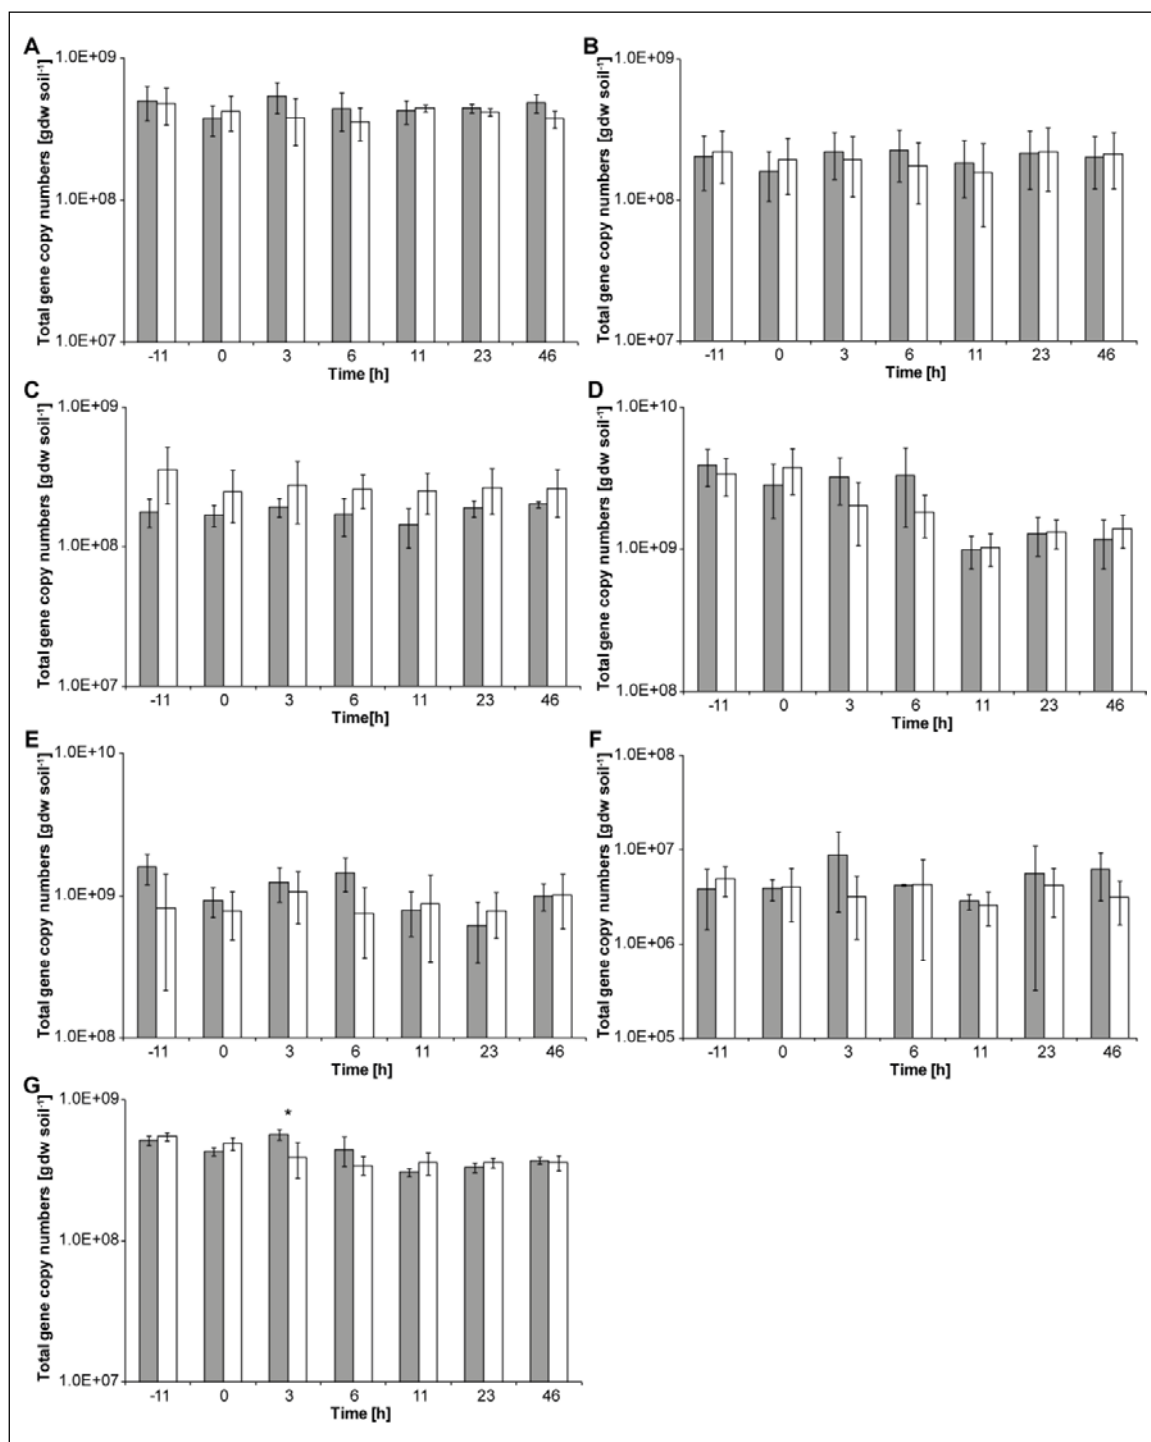 A
Total gene copy numbers [gdw soil⁻¹]
1.0E+09
1.0E+08
1.0E+07
-11 0 3 6 11 23 46
Time [h]
B
Total gene copy numbers [gdw soil⁻¹]
1.0E+09
1.0E+08
1.0E+07
-11 0 3 6 11 23 46
Time [h]
C
Total gene copy numbers [gdw soil⁻¹]
1.0E+09
1.0E+08
1.0E+07
-11 0 3 6 11 23 46
Time[h]
D
Total gene copy numbers [gdw soil⁻¹]
1.0E+10
1.0E+09
1.0E+08
-11 0 3 6 11 23 46
Time [h]
E
Total gene copy numbers [gdw soil⁻¹]
1.0E+10
1.0E+09
1.0E+08
-11 0 3 6 11 23 46
Time [h]
F
Total gene copy numbers [gdw soil⁻¹]
1.0E+08
1.0E+07
1.0E+06
1.0E+05
-11 0 3 6 11 23 46
Time [h]
G
Total gene copy numbers [gdw soil⁻¹]
1.0E+09
*
1.0E+08
1.0E+07
-11 0 3 6 11 23 46
Time [h]